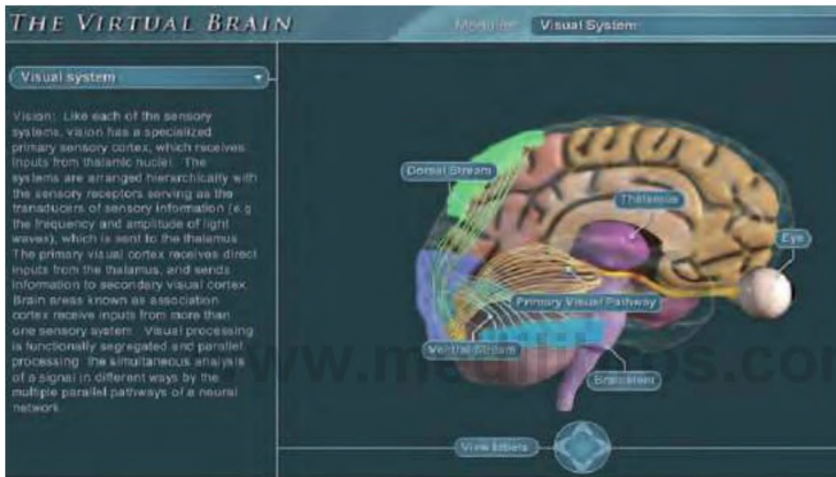 THE VIRTUAL BRAIN
Modules Visual System
Visual system
Vision: Like each of the sensory
systems, vision has a specialized
primary sensory cortex, which receives
inputs from thalamic nuclei. The
systems are arranged hierarchically with
the sensory receptors serving as the
transducers of sensory information (e.g.
the frequency and amplitude of light
waves), which is sent to the thalamus.
The primary visual cortex receives direct
inputs from the thalamus, and sends
information to secondary visual cortex.
Brain areas known as association
cortex receive inputs from more than
one sensory system. Visual processing
is functionally segregated and parallel
processing: the simultaneous analysis
of a signal in different ways by the
multiple parallel pathways of a neural
network.
Dorsal Stream
Thalamus
Eye
Primary Visual Pathway
Ventral Stream
Brainstem
View labels
www.medilibros.com